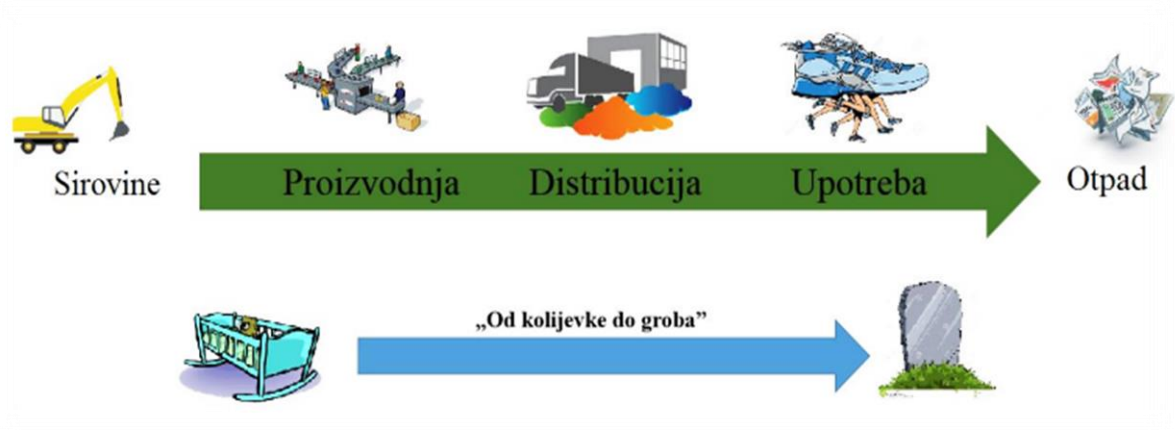 Sirovine
Proizvodnja
Distribucija
Upotreba
Otpad
„Od kolijevke do groba”